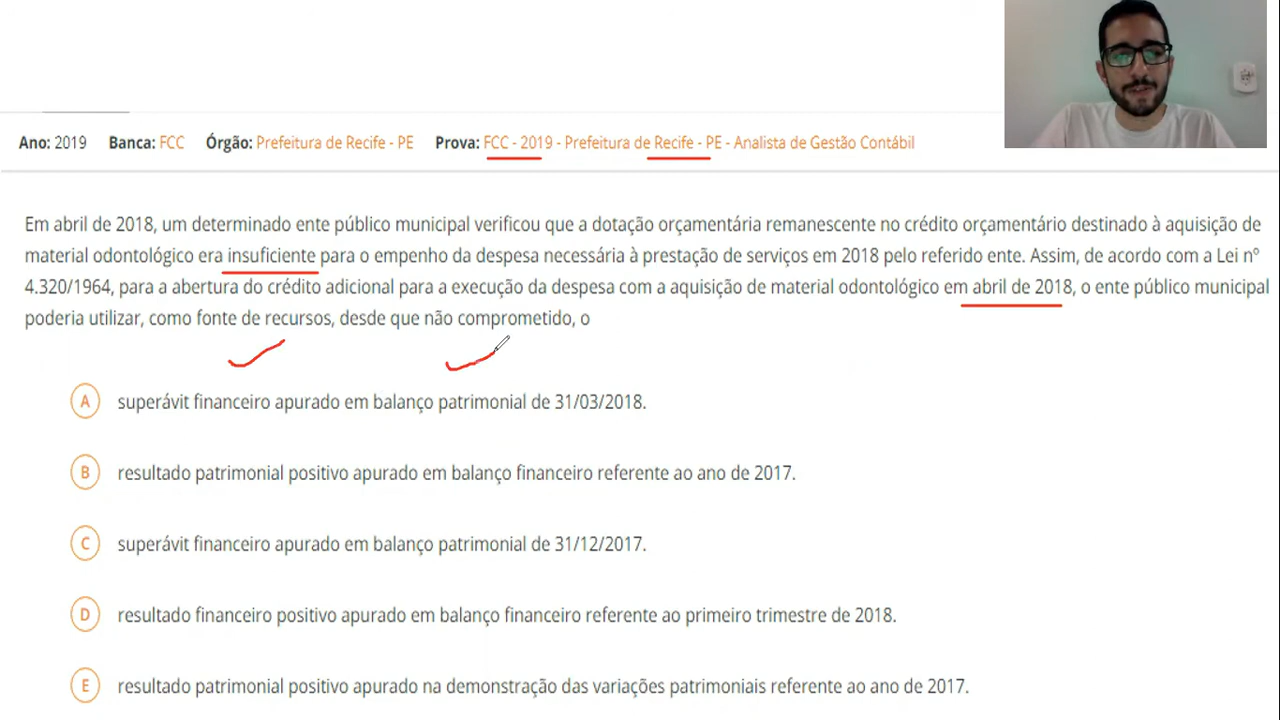 Ano: 2019 Banca: FCC Órgão: Prefeitura de Recife - PE Prova: FCC - 2019 - Prefeitura de Recife - PE - Analista de Gestão Contábil
Em abril de 2018, um determinado ente público municipal verificou que a dotação orçamentária remanescente no crédito orçamentário destinado à aquisição de
material odontológico era insuficiente para o empenho da despesa necessária à prestação de serviços em 2018 pelo referido ente. Assim, de acordo com a Lei nº
4.320/1964, para a abertura do crédito adicional para a execução da despesa com a aquisição de material odontológico em abril de 2018, o ente público municipal
poderia utilizar, como fonte de recursos, desde que não comprometido, o
A superávit financeiro apurado em balanço patrimonial de 31/03/2018.
B resultado patrimonial positivo apurado em balanço financeiro referente ao ano de 2017.
C superávit financeiro apurado em balanço patrimonial de 31/12/2017.
D resultado financeiro positivo apurado em balanço financeiro referente ao primeiro trimestre de 2018.
E resultado patrimonial positivo apurado na demonstração das variações patrimoniais referente ao ano de 2017.